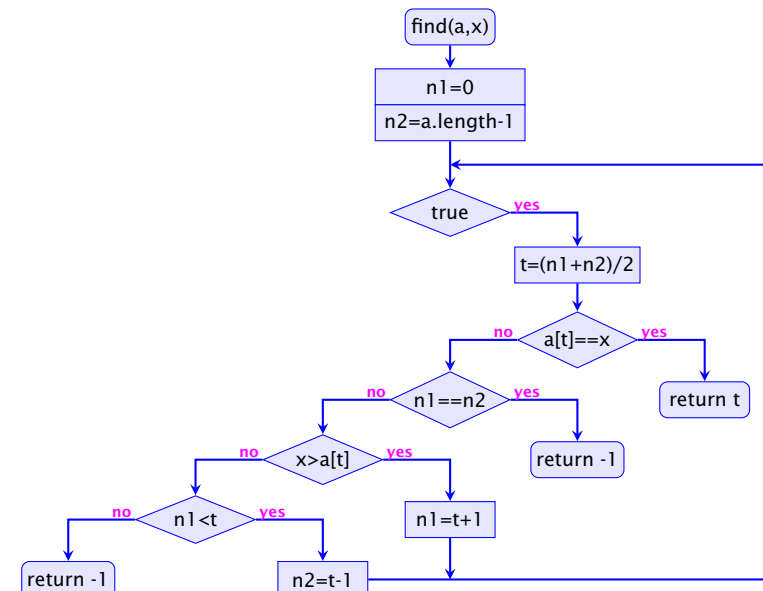 find(a,x)
n1=0
n2=a.length-1
true
yes
t=(n1+n2)/2
no
a[t]==x
yes
no
n1==n2
yes
return t
no
x>a[t]
yes
return -1
no
n1<t
yes
n1=t+1
return -1
n2=t-1